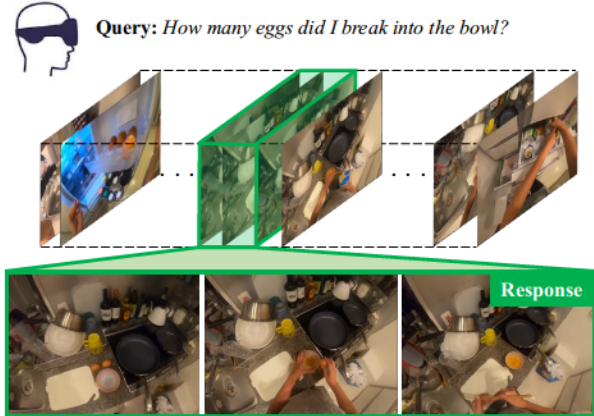 Query: How many eggs did I break into the bowl?
. . .
. . .
Response